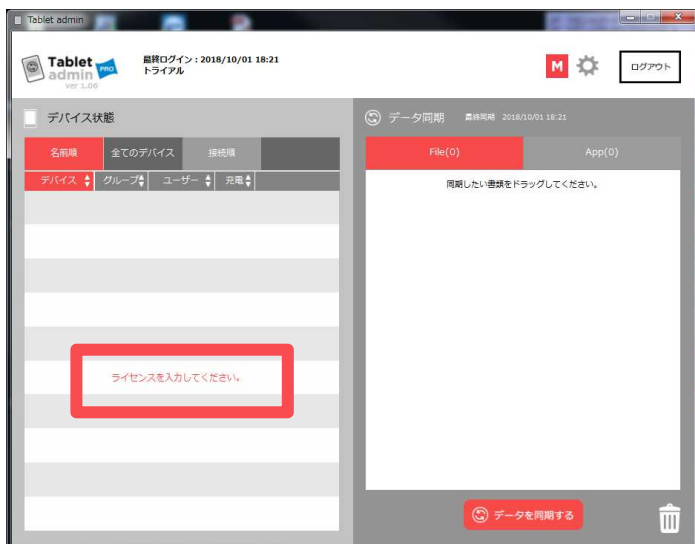 Tablet admin
Tablet
admin
PRO
ver 1.06
最終ログイン：2018/10/01 18:21
トライアル
M
ログアウト
デバイス状態
データ同期
最終同期 2018/10/01 18:21
名前順
全てのデバイス
接続順
File(0)
App(0)
デバイス
グループ
ユーザー
充電
同期したい書類をドラッグしてください。
ライセンスを入力してください。
データを同期する